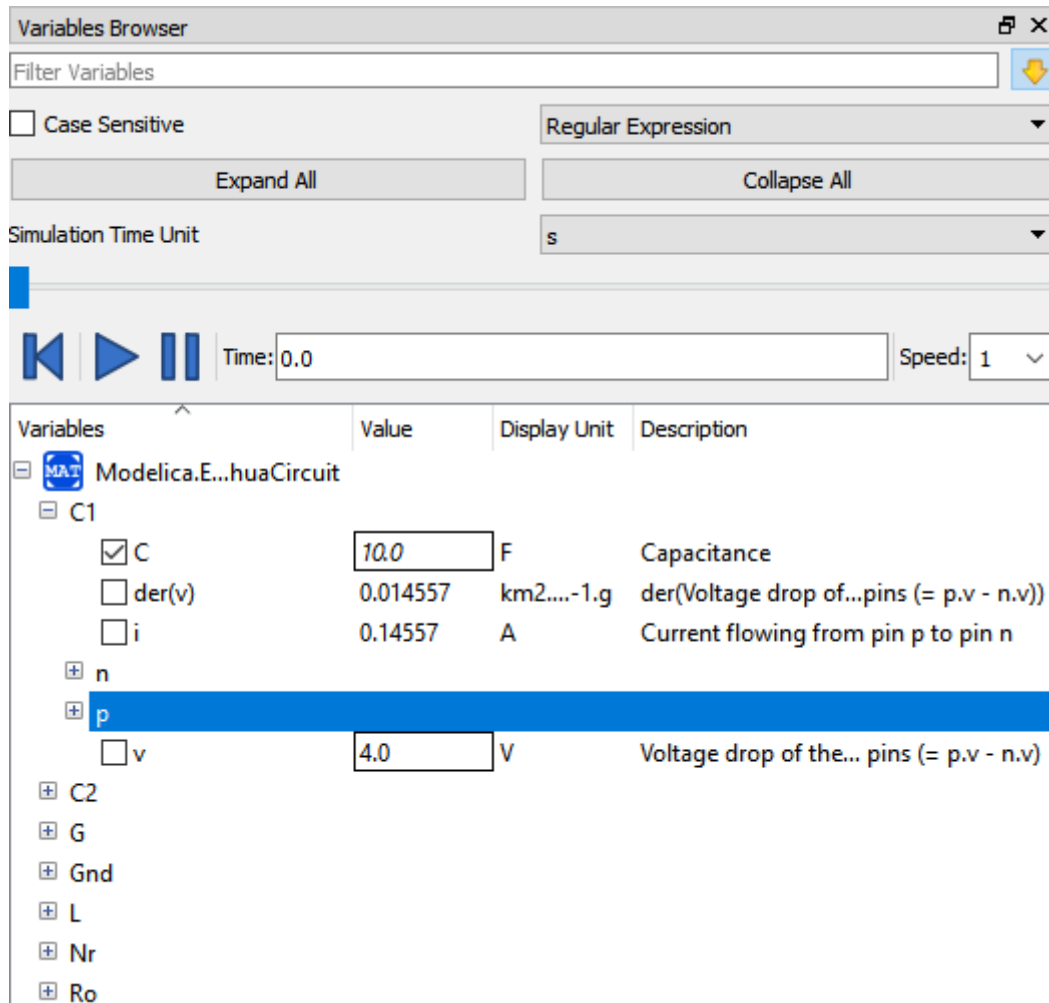 Variables Browser
Filter Variables
Case Sensitive Regular Expression
Expand All Collapse All
Simulation Time Unit s
Time: 0.0 Speed: 1
Variables Value Display Unit Description
MAT Modelica.E...huaCircuit
C1
C 10.0 F Capacitance
der(v) 0.014557 km2....-1.g der(Voltage drop of...pins (= p.v - n.v))
i 0.14557 A Current flowing from pin p to pin n
n
p
v 4.0 V Voltage drop of the... pins (= p.v - n.v)
C2
G
Gnd
L
Nr
Ro